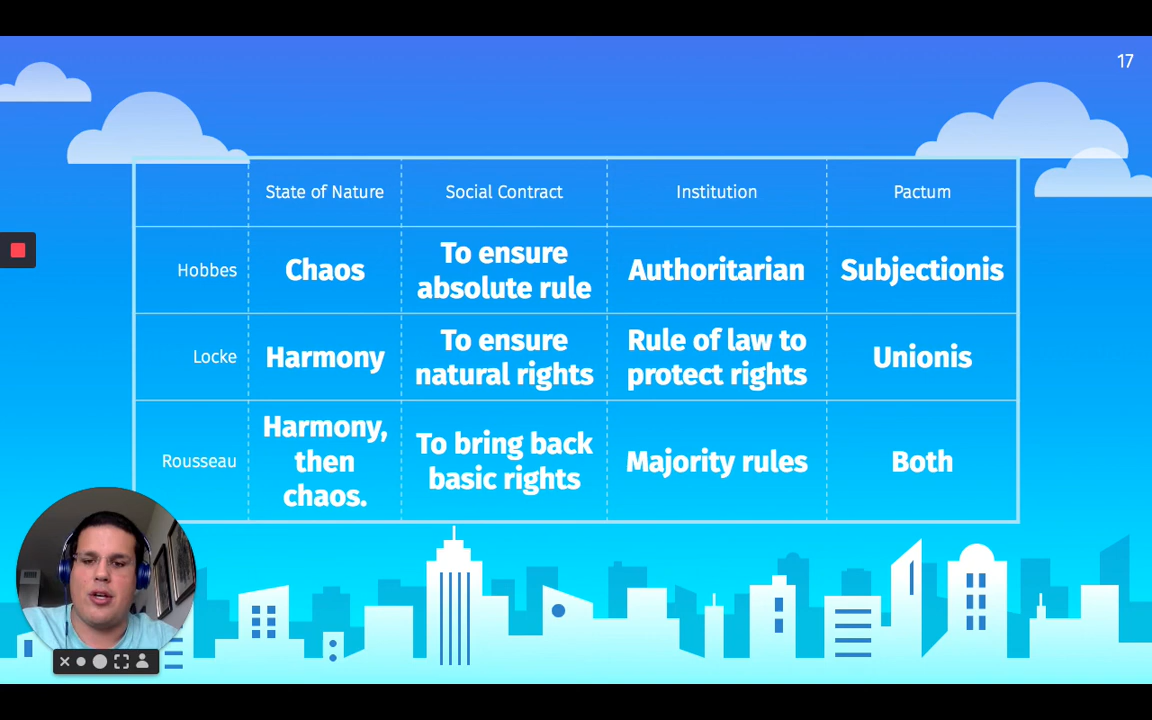 17
State of Nature
Social Contract
Institution
Pactum
Hobbes
Chaos
To ensure
absolute rule
Authoritarian
Subjectionis
Locke
Harmony
To ensure
natural rights
Rule of law to
protect rights
Unionis
Rousseau
Harmony,
then
chaos.
To bring back
basic rights
Majority rules
Both